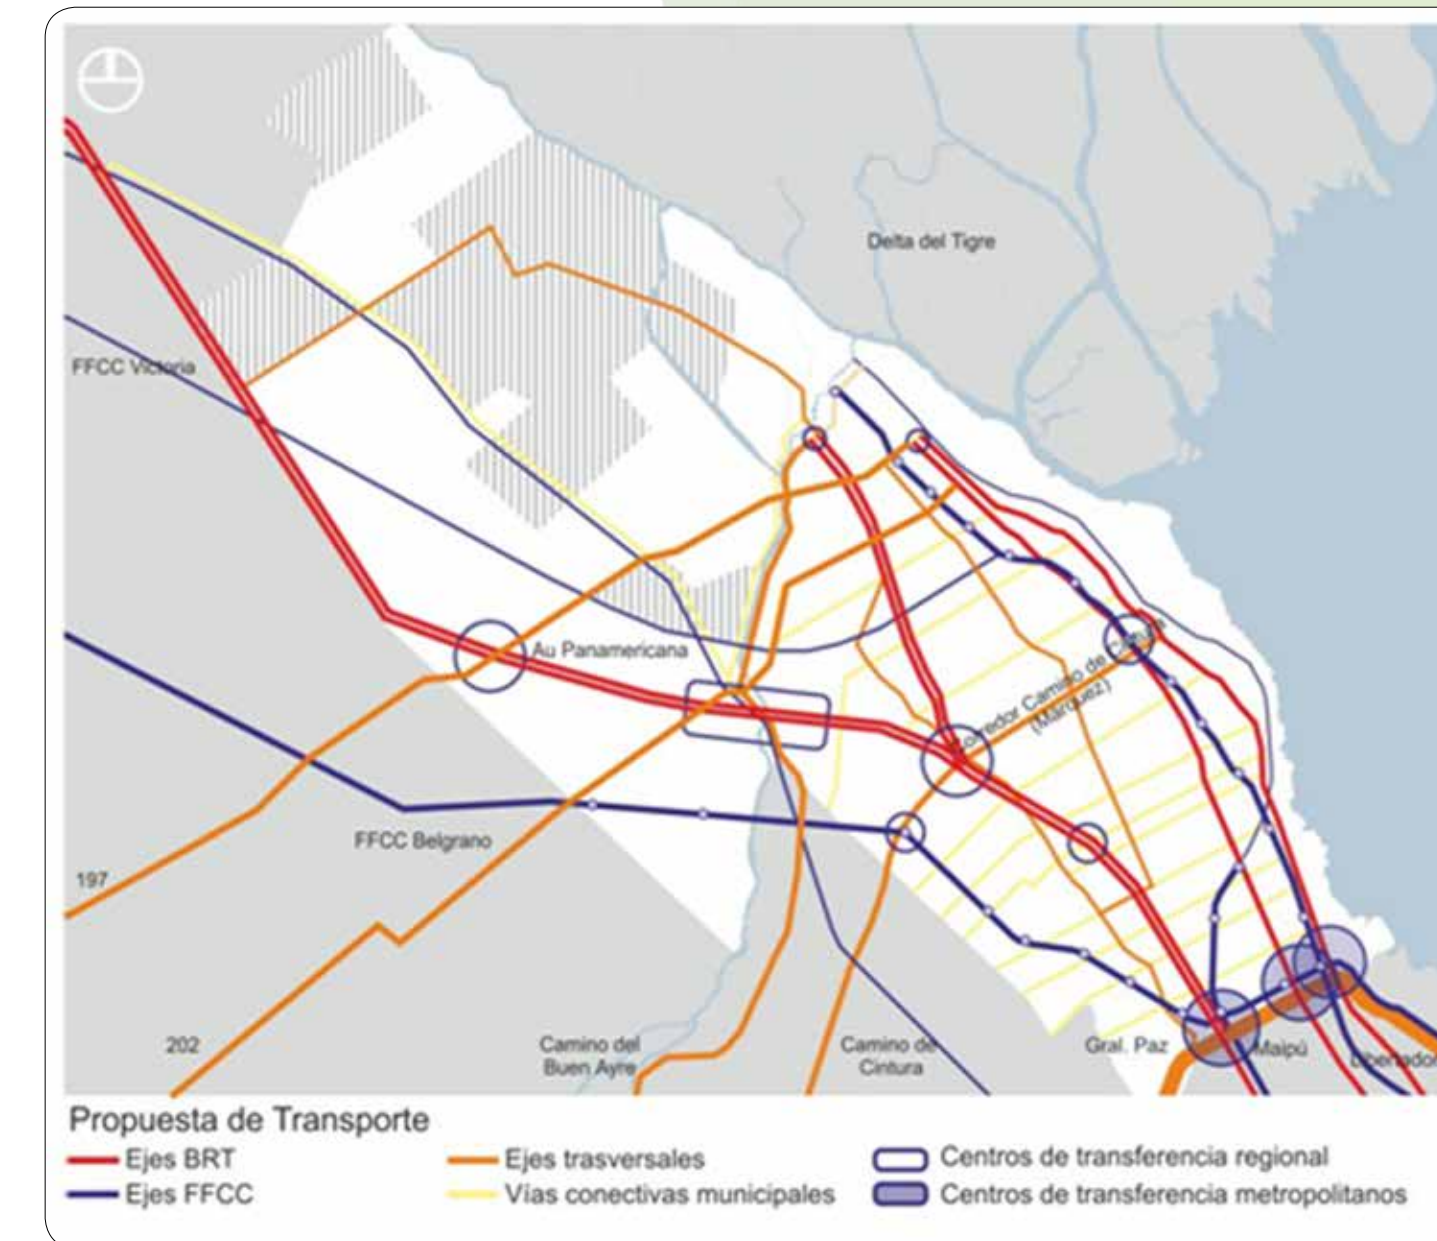 Delta del Tigre
FFCC Victoria
Au Panamericana
Corredor Camino de Cintura
(Márquez)
FFCC Belgrano
197
202
Camino del
Buen Ayre
Camino de
Cintura
Gral. Paz
Maipú
Libertador
Propuesta de Transporte
Ejes BRT
Ejes FFCC
Ejes trasversales
Vías conectivas municipales
Centros de transferencia regional
Centros de transferencia metropolitanos